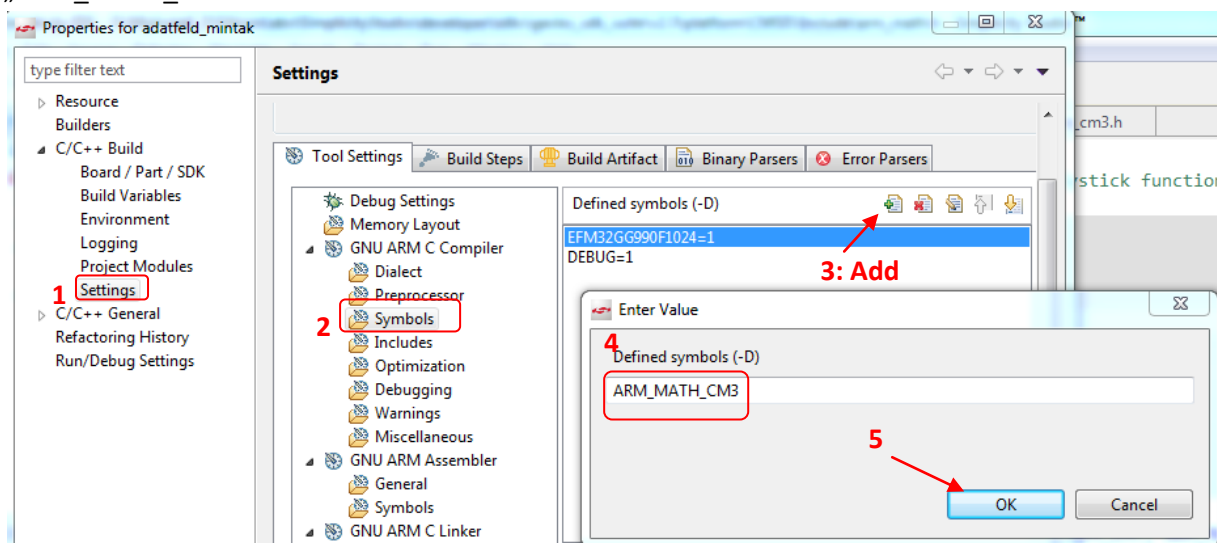 Properties for adatfeld_mintak
type filter text
Resource
Builders
C/C++ Build
Board / Part / SDK
Build Variables
Environment
Logging
Project Modules
1 Settings
C/C++ General
Refactoring History
Run/Debug Settings
Settings
Tool Settings
Build Steps
Build Artifact
Binary Parsers
Error Parsers
Debug Settings
Memory Layout
GNU ARM C Compiler
Dialect
Preprocessor
2 Symbols
Includes
Optimization
Debugging
Warnings
Miscellaneous
GNU ARM Assembler
General
Symbols
GNU ARM C Linker
Defined symbols (-D)
EFM32GG990F1024=1
DEBUG=1
3: Add
Enter Value
4
Defined symbols (-D)
ARM_MATH_CM3
5
OK
Cancel
_cm3.h
ystick functio